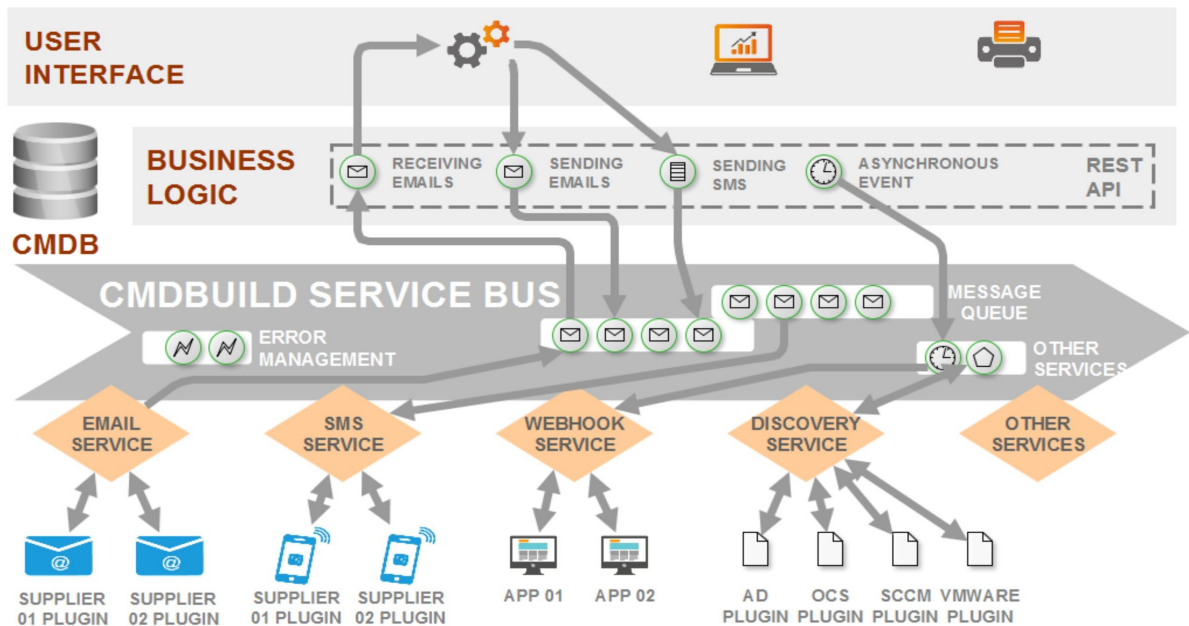 USER
INTERFACE
CMDB
BUSINESS
LOGIC
RECEIVING
EMAILS
SENDING
EMAILS
SENDING
SMS
ASYNCHRONOUS
EVENT
REST
API
CMDBUILD SERVICE BUS
ERROR
MANAGEMENT
MESSAGE
QUEUE
OTHER
SERVICES
EMAIL
SERVICE
SMS
SERVICE
WEBHOOK
SERVICE
DISCOVERY
SERVICE
OTHER
SERVICES
@
@
SUPPLIER
01 PLUGIN
SUPPLIER
02 PLUGIN
SUPPLIER
01 PLUGIN
SUPPLIER
02 PLUGIN
APP 01
APP 02
AD
PLUGIN
OCS
PLUGIN
SCCM
PLUGIN
VMWARE
PLUGIN